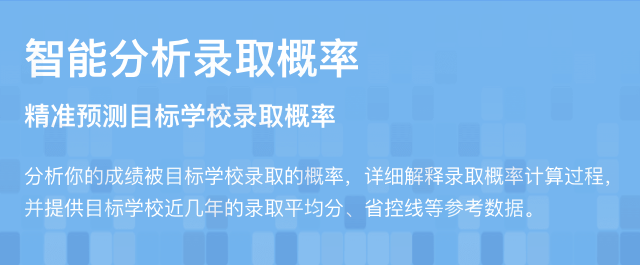 智能分析录取概率
精准预测目标学校录取概率
分析你的成绩被目标学校录取的概率，详细解释录取概率计算过程，
并提供目标学校近几年的录取平均分、省控线等参考数据。